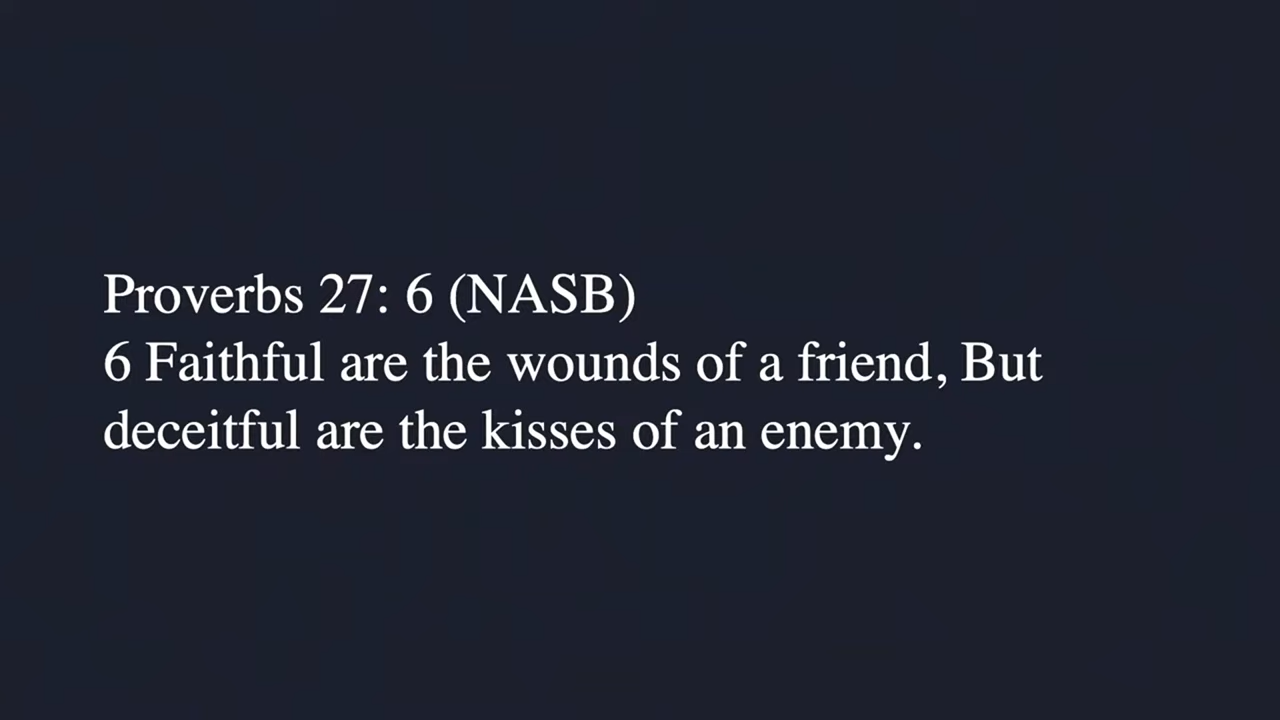 Proverbs 27: 6 (NASB)
6 Faithful are the wounds of a friend, But
deceitful are the kisses of an enemy.